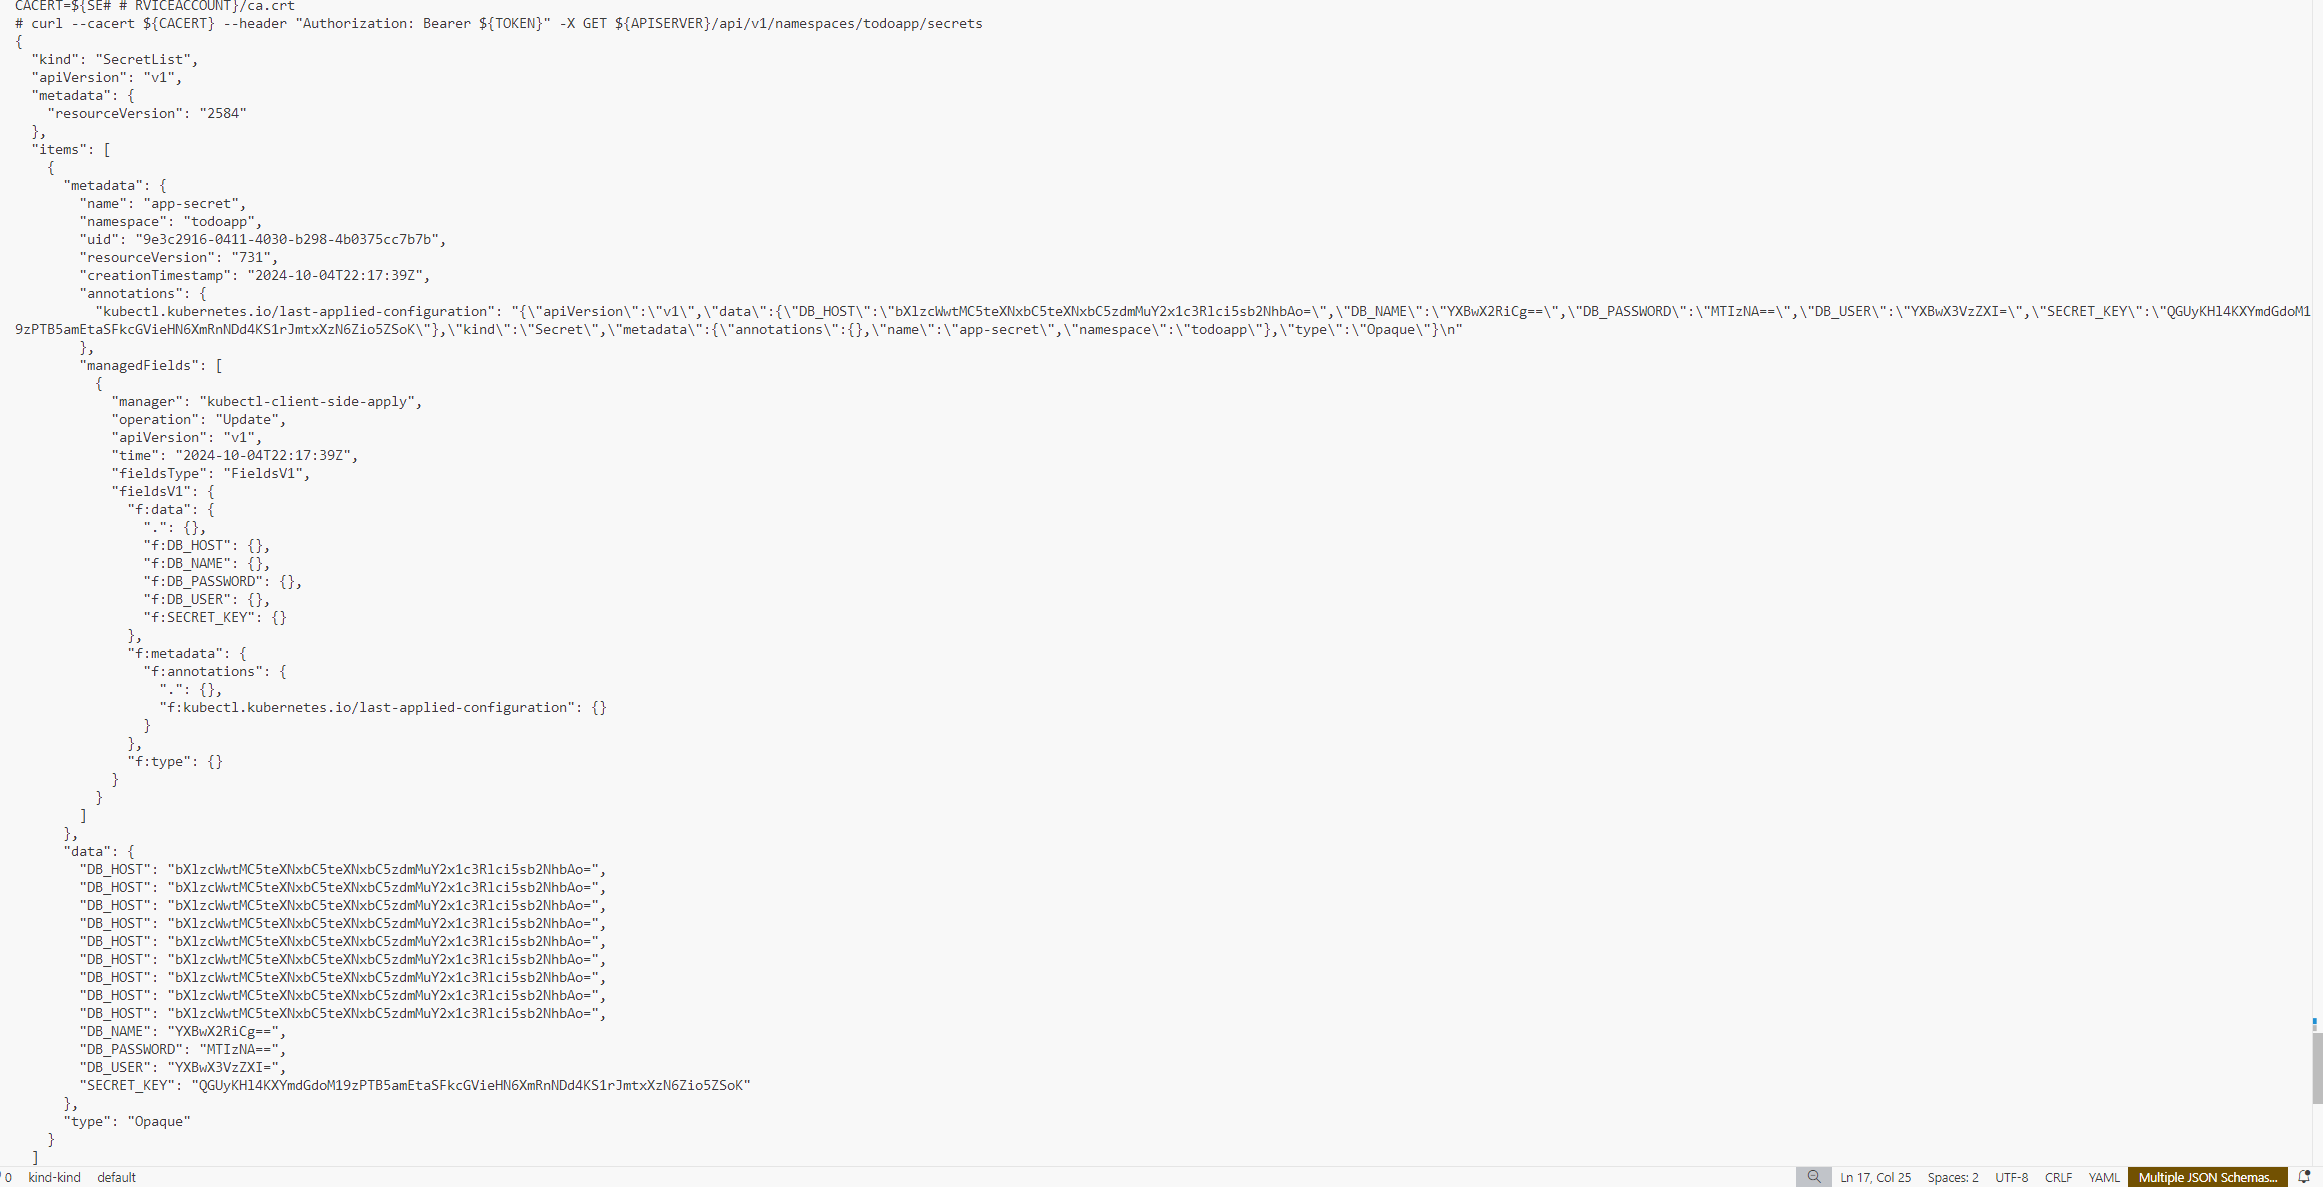 CACERT=${SE# # RVICEACCOUNT}/ca.crt
# curl --cacert ${CACERT} --header "Authorization: Bearer ${TOKEN}" -X GET ${APISERVER}/api/v1/namespaces/todoapp/secrets
{
  "kind": "SecretList",
  "apiVersion": "v1",
  "metadata": {
    "resourceVersion": "2584"
  },
  "items": [
    {
      "metadata": {
        "name": "app-secret",
        "namespace": "todoapp",
        "uid": "9e3c2916-0411-4030-b298-4b0375cc7b7b",
        "resourceVersion": "731",
        "creationTimestamp": "2024-10-04T22:17:39Z",
        "annotations": {
          "kubectl.kubernetes.io/last-applied-configuration": "{\"apiVersion\":\"v1\",\"data\":{\"DB_HOST\":\"bXlzcWwtMC5teXNxbC5teXNxbC5zdmMuY2x1c3Rlci5sb2NhbAo=\",\"DB_NAME\":\"YXBwX2RiCg==\",\"DB_PASSWORD\":\"MTIzNA==\",\"DB_USER\":\"YXBwX3VzZXI=\",\"SECRET_KEY\":\"QGUyKHl4KXYmdGdoM1
9zPTB5amEtaSFkcGVieHN6XmRnNDd4KS1rJmtxXzN6Zio5ZSoK\"},\"kind\":\"Secret\",\"metadata\":{\"annotations\":{},\"name\":\"app-secret\",\"namespace\":\"todoapp\"},\"type\":\"Opaque\"}\n"
        },
        "managedFields": [
          {
            "manager": "kubectl-client-side-apply",
            "operation": "Update",
            "apiVersion": "v1",
            "time": "2024-10-04T22:17:39Z",
            "fieldsType": "FieldsV1",
            "fieldsV1": {
              "f:data": {
                ".": {},
                "f:DB_HOST": {},
                "f:DB_NAME": {},
                "f:DB_PASSWORD": {},
                "f:DB_USER": {},
                "f:SECRET_KEY": {}
              },
              "f:metadata": {
                "f:annotations": {
                  ".": {},
                  "f:kubectl.kubernetes.io/last-applied-configuration": {}
                }
              },
              "f:type": {}
            }
          }
        ]
      },
      "data": {
        "DB_HOST": "bXlzcWwtMC5teXNxbC5teXNxbC5zdmMuY2x1c3Rlci5sb2NhbAo=",
        "DB_HOST": "bXlzcWwtMC5teXNxbC5teXNxbC5zdmMuY2x1c3Rlci5sb2NhbAo=",
        "DB_HOST": "bXlzcWwtMC5teXNxbC5teXNxbC5zdmMuY2x1c3Rlci5sb2NhbAo=",
        "DB_HOST": "bXlzcWwtMC5teXNxbC5teXNxbC5zdmMuY2x1c3Rlci5sb2NhbAo=",
        "DB_HOST": "bXlzcWwtMC5teXNxbC5teXNxbC5zdmMuY2x1c3Rlci5sb2NhbAo=",
        "DB_HOST": "bXlzcWwtMC5teXNxbC5teXNxbC5zdmMuY2x1c3Rlci5sb2NhbAo=",
        "DB_HOST": "bXlzcWwtMC5teXNxbC5teXNxbC5zdmMuY2x1c3Rlci5sb2NhbAo=",
        "DB_HOST": "bXlzcWwtMC5teXNxbC5teXNxbC5zdmMuY2x1c3Rlci5sb2NhbAo=",
        "DB_HOST": "bXlzcWwtMC5teXNxbC5teXNxbC5zdmMuY2x1c3Rlci5sb2NhbAo=",
        "DB_NAME": "YXBwX2RiCg==",
        "DB_PASSWORD": "MTIzNA==",
        "DB_USER": "YXBwX3VzZXI=",
        "SECRET_KEY": "QGUyKHl4KXYmdGdoM19zPTB5amEtaSFkcGVieHN6XmRnNDd4KS1rJmtxXzN6Zio5ZSoK"
      },
      "type": "Opaque"
    }
  ]
0 kind-kind default Ln 17, Col 25 Spaces: 2 UTF-8 CRLF YAML Multiple JSON Schemas...